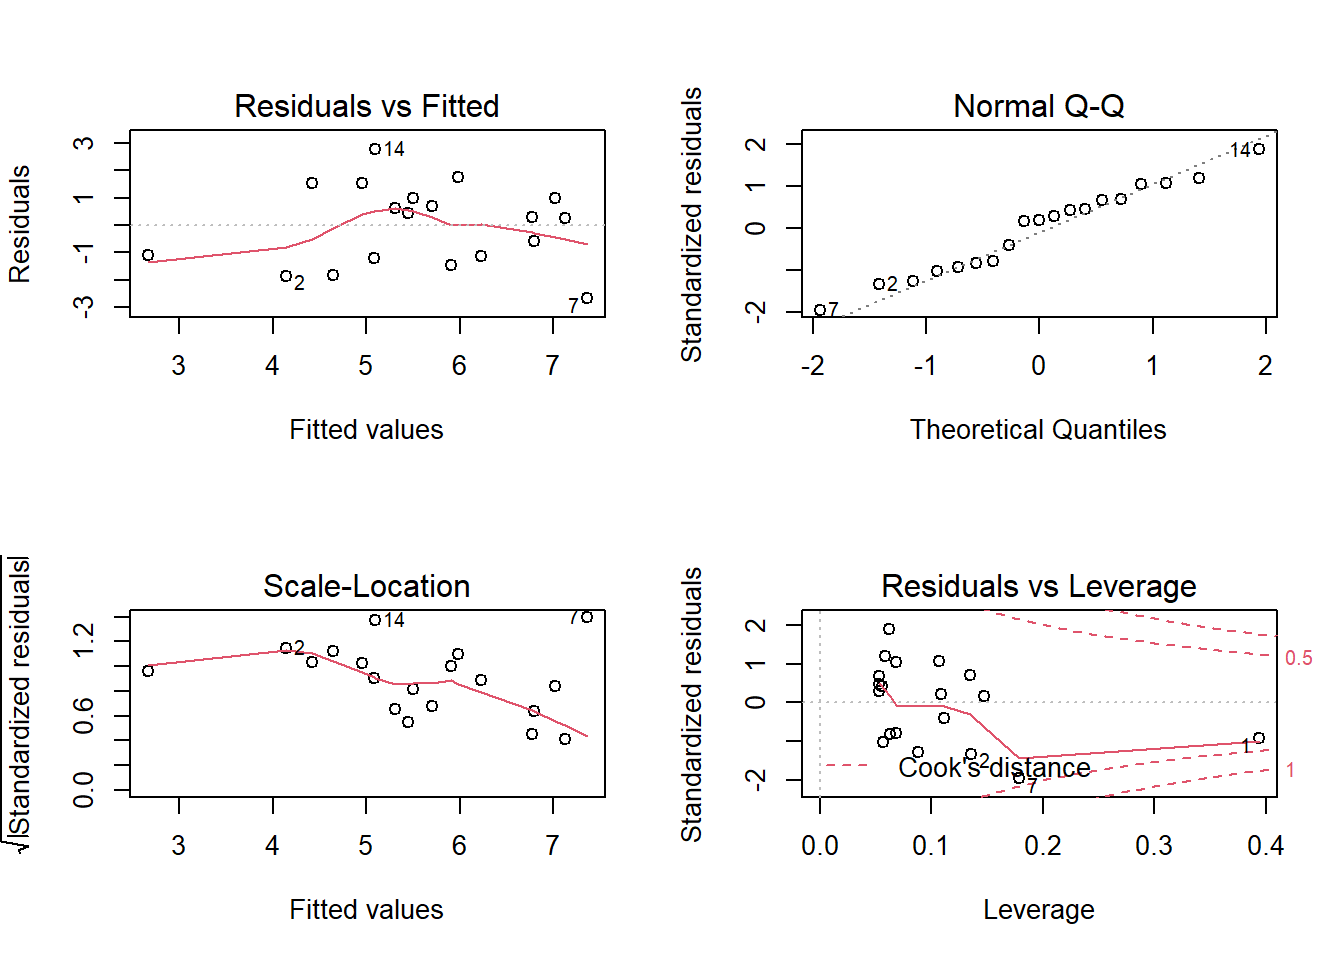 Residuals vs Fitted
Residuals
3
1
-1
-3
14
2
7
3 4 5 6 7
Fitted values
Normal Q-Q
Standardized residuals
2
1
0
-2
14
2
7
-2 -1 0 1 2
Theoretical Quantiles
Scale-Location
√|Standardized residuals|
1.2
0.6
0.0
14
7
2
3 4 5 6 7
Fitted values
Residuals vs Leverage
Standardized residuals
2
1
0
-2
0.5
1
1
2
7
Cook's distance
0.0 0.1 0.2 0.3 0.4
Leverage